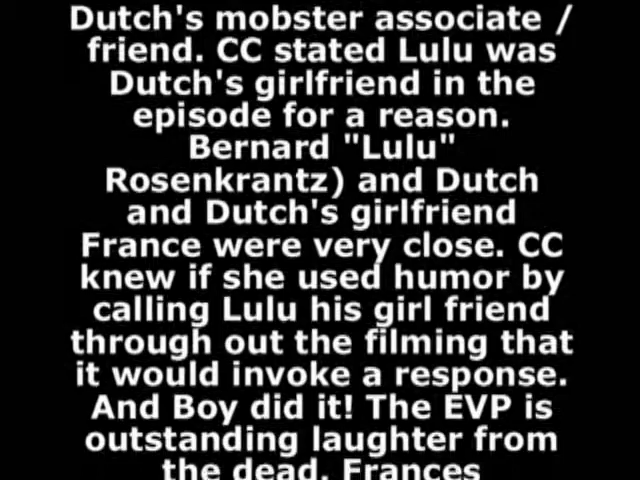 Dutch's mobster associate /
friend. CC stated Lulu was
Dutch's girlfriend in the
episode for a reason.
Bernard "Lulu"
Rosenkrantz) and Dutch
and Dutch's girlfriend
France were very close. CC
knew if she used humor by
calling Lulu his girl friend
through out the filming that
it would invoke a response.
And Boy did it! The EVP is
outstanding laughter from
the dead. Frances